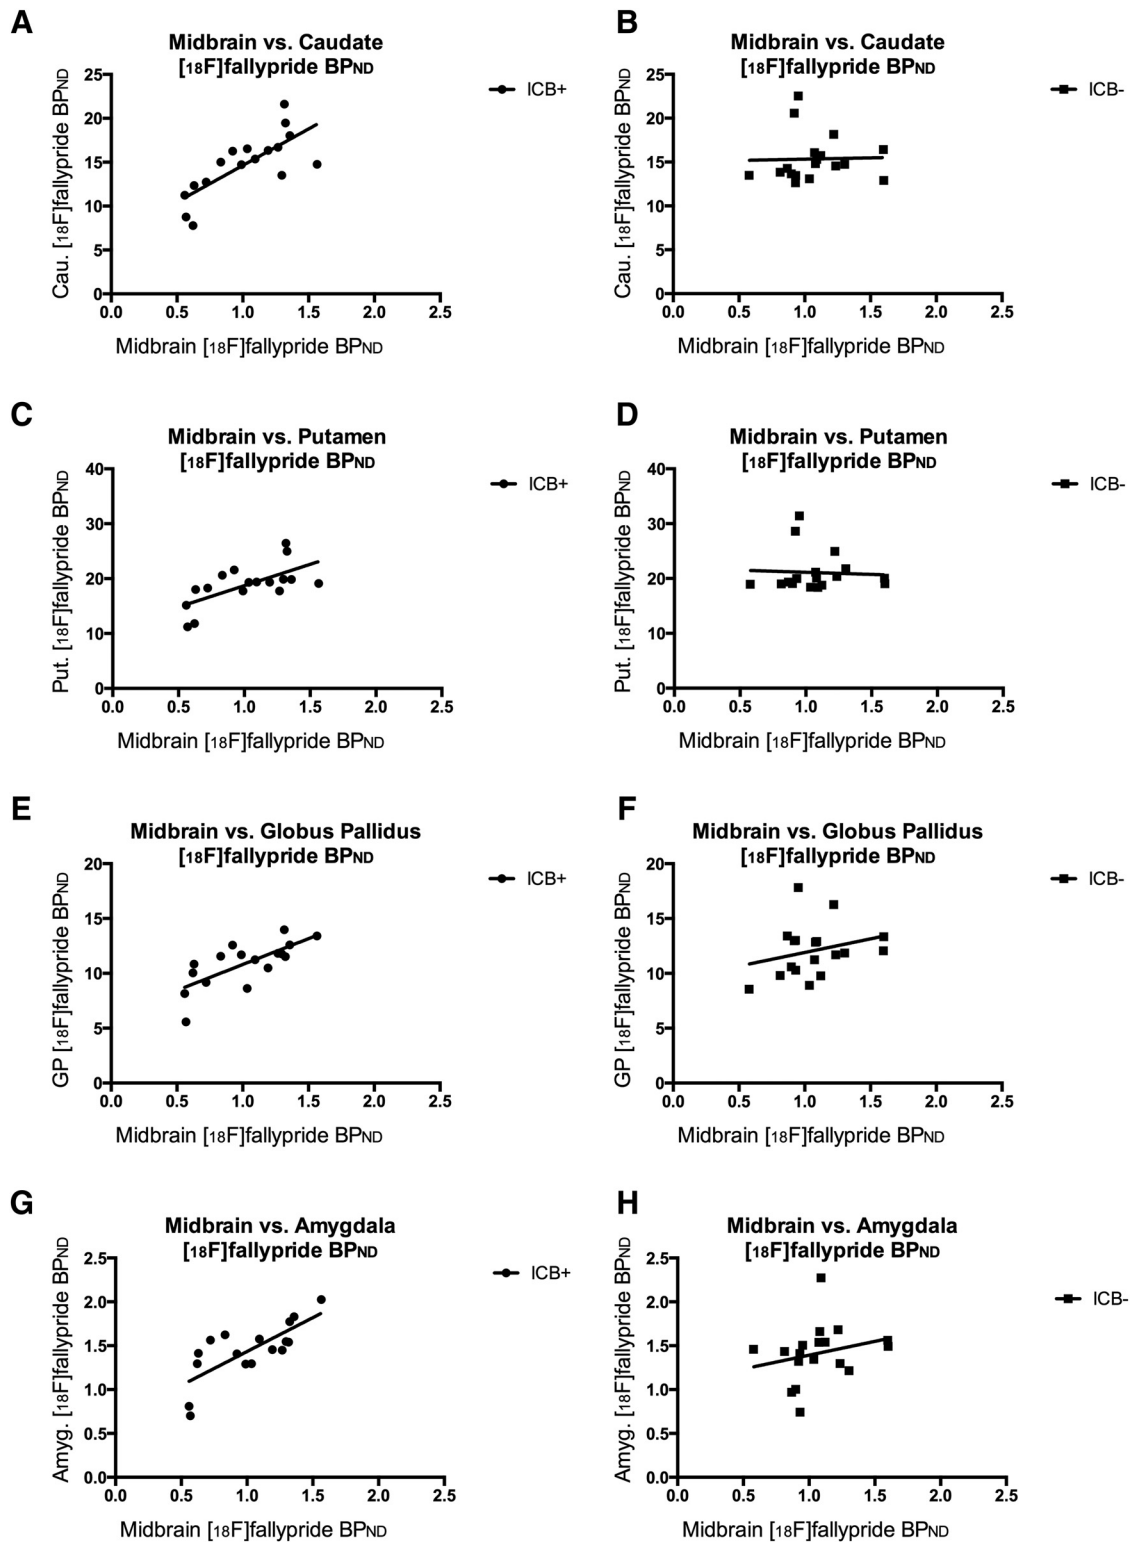 A
Midbrain vs. Caudate
[18F]fallypride BPND
Cau. [18F]fallypride BPND
25
20
15
10
5
0
0.0 0.5 1.0 1.5 2.0 2.5
Midbrain [18F]fallypride BPND
ICB+
B
Midbrain vs. Caudate
[18F]fallypride BPND
Cau. [18F]fallypride BPND
25
20
15
10
5
0
0.0 0.5 1.0 1.5 2.0 2.5
Midbrain [18F]fallypride BPND
ICB-
C
Midbrain vs. Putamen
[18F]fallypride BPND
Put. [18F]fallypride BPND
40
30
20
10
0
0.0 0.5 1.0 1.5 2.0 2.5
Midbrain [18F]fallypride BPND
ICB+
D
Midbrain vs. Putamen
[18F]fallypride BPND
Put. [18F]fallypride BPND
40
30
20
10
0
0.0 0.5 1.0 1.5 2.0 2.5
Midbrain [18F]fallypride BPND
ICB-
E
Midbrain vs. Globus Pallidus
[18F]fallypride BPND
GP [18F]fallypride BPND
20
15
10
5
0
0.0 0.5 1.0 1.5 2.0 2.5
Midbrain [18F]fallypride BPND
ICB+
F
Midbrain vs. Globus Pallidus
[18F]fallypride BPND
GP [18F]fallypride BPND
20
15
10
5
0
0.0 0.5 1.0 1.5 2.0 2.5
Midbrain [18F]fallypride BPND
ICB-
G
Midbrain vs. Amygdala
[18F]fallypride BPND
Amyg. [18F]fallypride BPND
2.5
2.0
1.5
1.0
0.5
0.0
0.0 0.5 1.0 1.5 2.0 2.5
Midbrain [18F]fallypride BPND
ICB+
H
Midbrain vs. Amygdala
[18F]fallypride BPND
Amyg. [18F]fallypride BPND
2.5
2.0
1.5
1.0
0.5
0.0
0.0 0.5 1.0 1.5 2.0 2.5
Midbrain [18F]fallypride BPND
ICB-